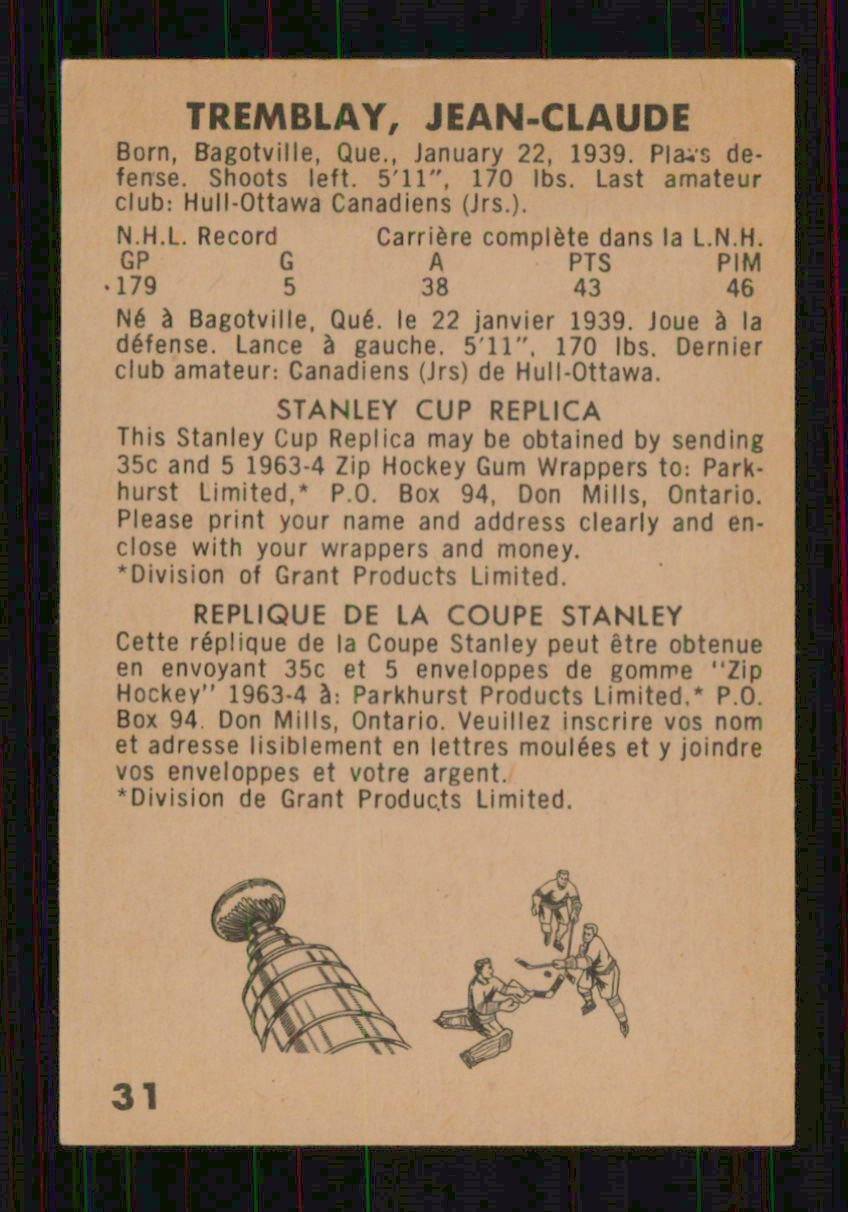 TREMBLAY, JEAN-CLAUDE
Born, Bagotville, Que., January 22, 1939. Plays de-
fense. Shoots left. 5'11", 170 lbs. Last amateur
club: Hull-Ottawa Canadiens (Jrs.).
N.H.L. Record Carrière complète dans la L.N.H.
GP G A PTS PIM
179 5 38 43 46
Né à Bagotville, Qué. le 22 janvier 1939. Joue à la
défense. Lance à gauche. 5'11", 170 lbs. Dernier
club amateur: Canadiens (Jrs) de Hull-Ottawa.
STANLEY CUP REPLICA
This Stanley Cup Replica may be obtained by sending
35c and 5 1963-4 Zip Hockey Gum Wrappers to: Park-
hurst Limited,* P.O. Box 94, Don Mills, Ontario.
Please print your name and address clearly and en-
close with your wrappers and money.
*Division of Grant Products Limited.
REPLIQUE DE LA COUPE STANLEY
Cette réplique de la Coupe Stanley peut être obtenue
en envoyant 35c et 5 enveloppes de gomme "Zip
Hockey" 1963-4 à: Parkhurst Products Limited,* P.O.
Box 94. Don Mills, Ontario. Veuillez inscrire vos nom
et adresse lisiblement en lettres moulées et y joindre
vos enveloppes et votre argent.
*Division de Grant Products Limited.
31